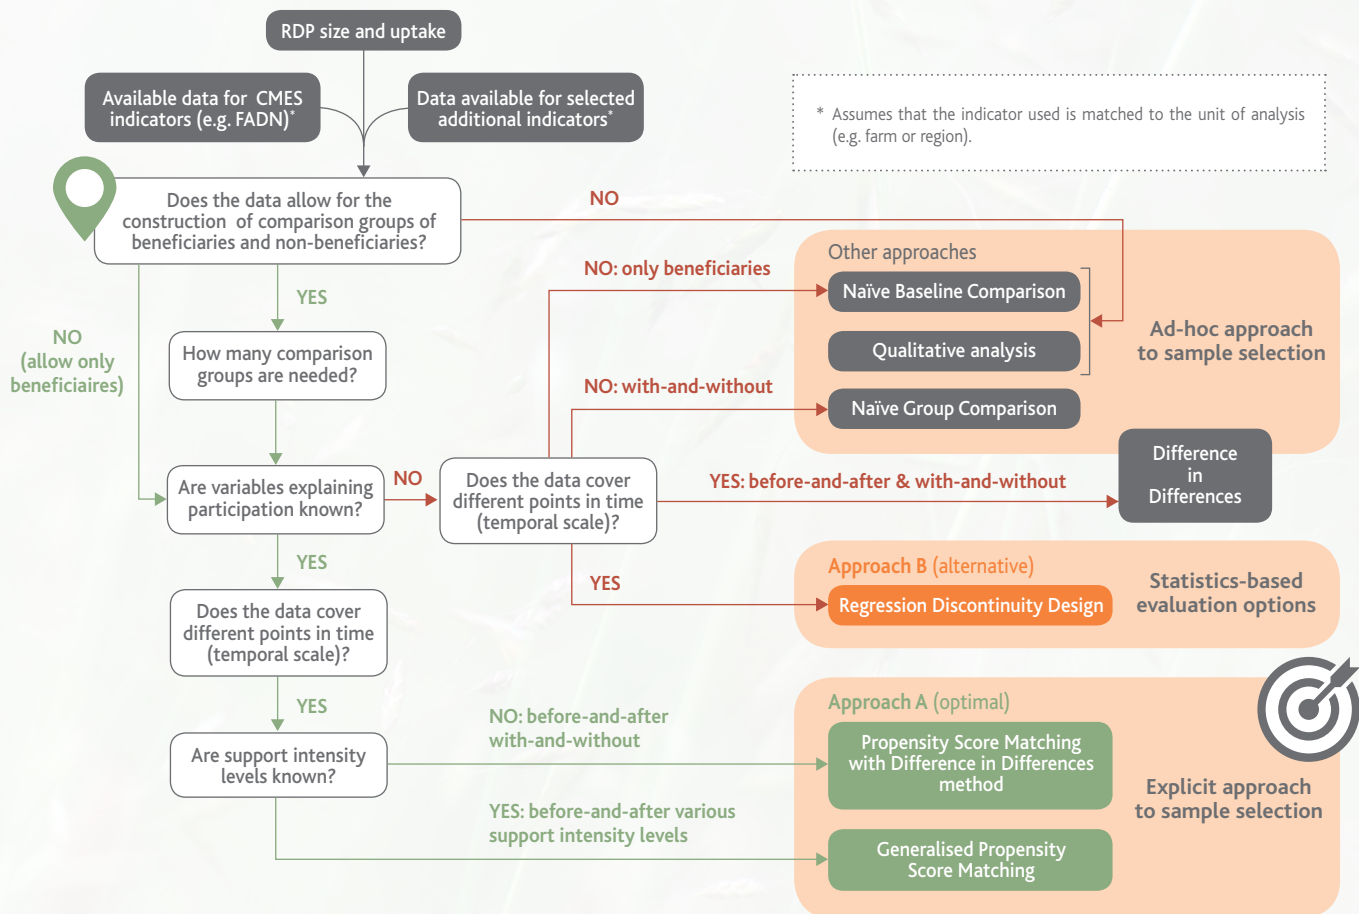 RDP size and uptake
Available data for CMES
indicators (e.g. FADN)*
Data available for selected
additional indicators*
* Assumes that the indicator used is matched to the unit of analysis
(e.g. farm or region).
Does the data allow for the
construction of comparison groups of
beneficiaries and non-beneficiaries?
NO
Other approaches
NO: only beneficiaries
Naïve Baseline Comparison
YES
NO
(allow only
beneficiaires)
How many comparison
groups are needed?
Qualitative analysis
Ad-hoc approach
to sample selection
NO: with-and-without
Naïve Group Comparison
Are variables explaining
participation known?
NO
Does the data cover
different points in time
(temporal scale)?
YES: before-and-after & with-and-without
Difference
in
Differences
YES
YES
Approach B (alternative)
Regression Discontinuity Design
Statistics-based
evaluation options
Does the data cover
different points in time
(temporal scale)?
YES
Approach A (optimal)
NO: before-and-after
with-and-without
Are support intensity
levels known?
Propensity Score Matching
with Difference in Differences
method
Explicit approach
to sample selection
YES: before-and-after various
support intensity levels
Generalised Propensity
Score Matching